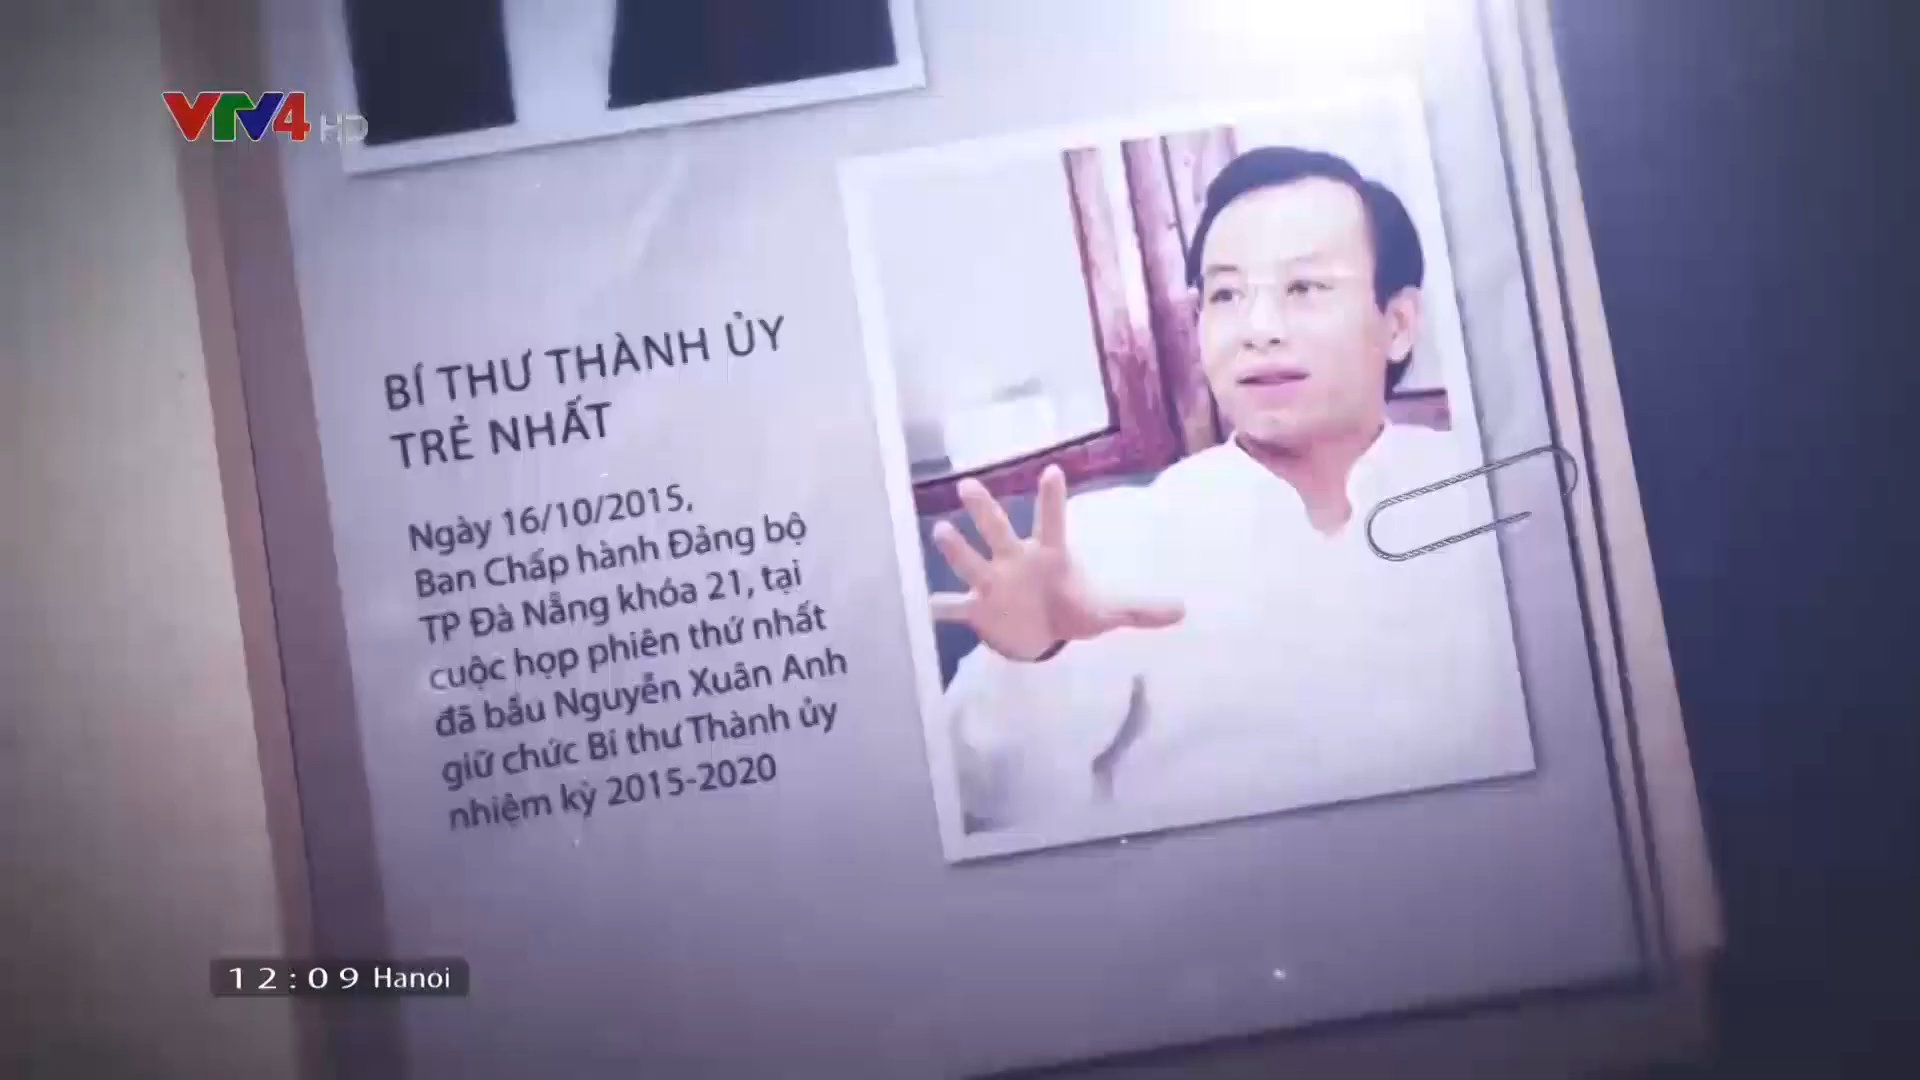 VTV4 HD
BÍ THƯ THÀNH ỦY
TRẺ NHẤT
Ngày 16/10/2015,
Ban Chấp hành Đảng bộ
TP Đà Nẵng khóa 21, tại
cuộc họp phiên thứ nhất
đã bầu Nguyễn Xuân Anh
giữ chức Bí thư Thành ủy
nhiệm kỳ 2015-2020
12:09 Hanoi